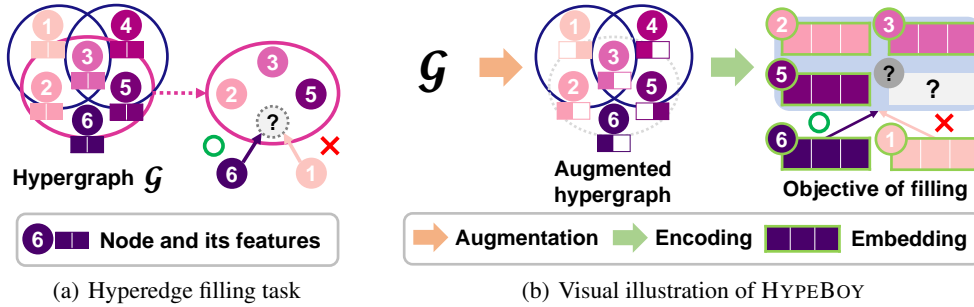 1
4
3
2
5
6
Hypergraph 𝒢
3
2
5
?
6
1
6 Node and its features
(a) Hyperedge filling task
𝒢
1
4
3
2
5
6
Augmented
hypergraph
2
3
5
?
?
6
1
Objective of filling
Augmentation Encoding Embedding
(b) Visual illustration of HYPEBOY